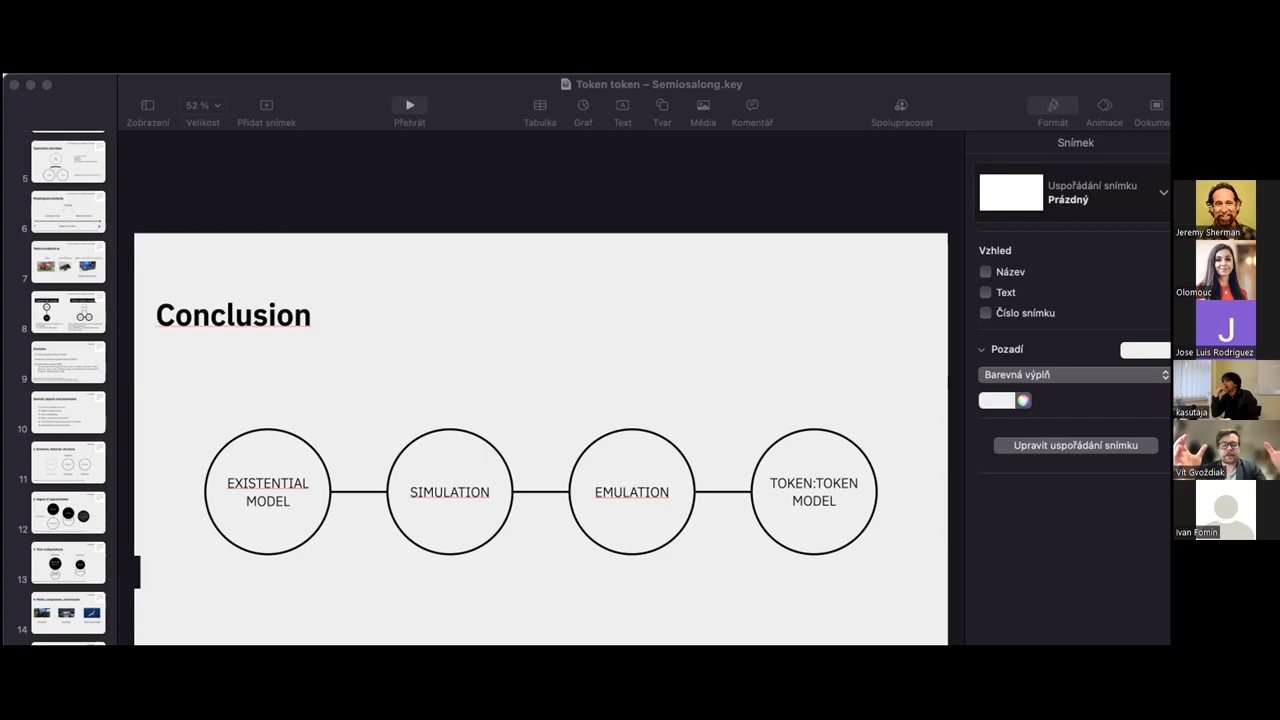 Token token – Semiosalong.key
52 %
Zobrazení
Velikost
Přidat snímek
Přehrát
Tabulka
Graf
Text
Tvar
Média
Komentář
Spolupracovat
Formát
Animace
Dokume
5
6
7
8
9
10
11
12
13
14
Conclusion
EXISTENTIAL
MODEL
SIMULATION
EMULATION
TOKEN:TOKEN
MODEL
Snímek
Uspořádání snímku
Prázdný
Vzhled
Název
Text
Číslo snímku
Pozadí
Barevná výplň
Upravit uspořádání snímku
Jeremy Sherman
Olomouc
J
Jose Luis Rodriguez
kasutaja
Vít Gvoždiak
Ivan Fomin